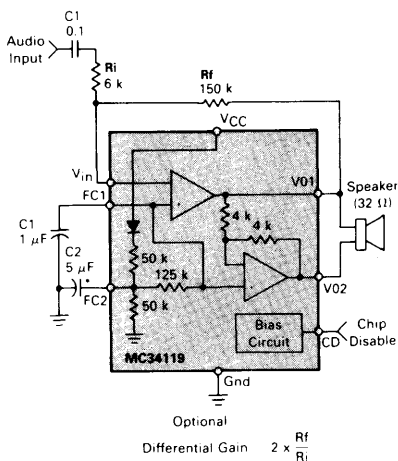 C1
0.1
Audio
Input
Ri
6 k
Rf
150 k
VCC
Vin
FC1
V01
Speaker
(32 Ω)
4 k
4 k
C1
1 μF
C2
5 μF
50 k
125 k
50 k
FC2
V02
Bias
Circuit
CD
Chip
Disable
MC34119
Gnd
Optional
Differential Gain 2 x Rf
Ri